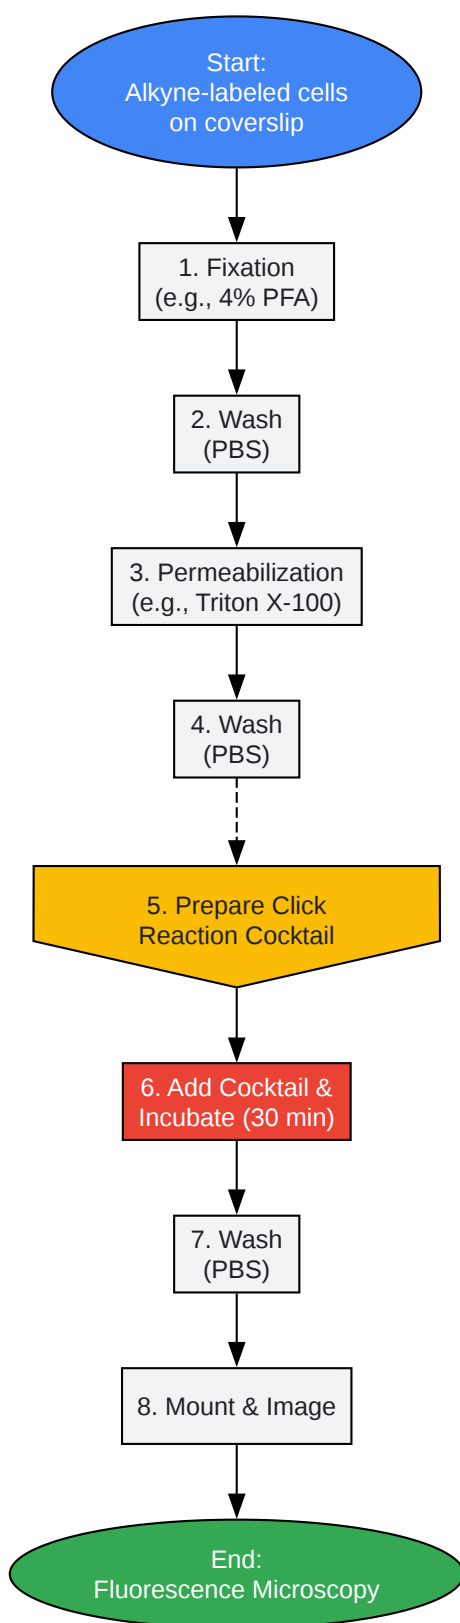 Start:
Alkyne-labeled cells
on coverslip
1. Fixation
(e.g., 4% PFA)
2. Wash
(PBS)
3. Permeabilization
(e.g., Triton X-100)
4. Wash
(PBS)
5. Prepare Click
Reaction Cocktail
6. Add Cocktail &
Incubate (30 min)
7. Wash
(PBS)
8. Mount & Image
End:
Fluorescence Microscopy